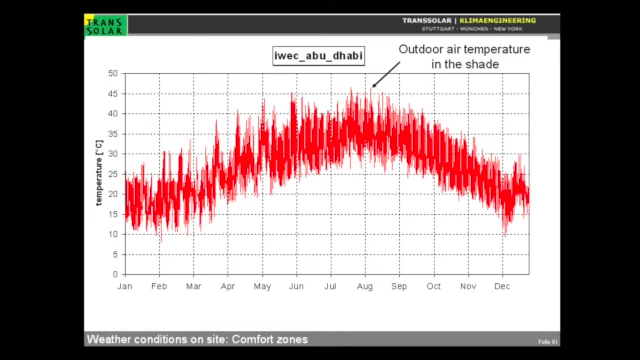 TRANS
SOLAR
TRANSSOLAR | KLIMAENGINEERING
STUTTGART - MÜNCHEN - NEW YORK
iwec_abu_dhabi
Outdoor air temperature
in the shade
50
45
40
35
30
25
20
15
10
5
0
temperature [°C]
Jan Feb Mar Apr May Jun Jul Aug Sep Oct Nov Dec
Weather conditions on site: Comfort zones
Folie 91